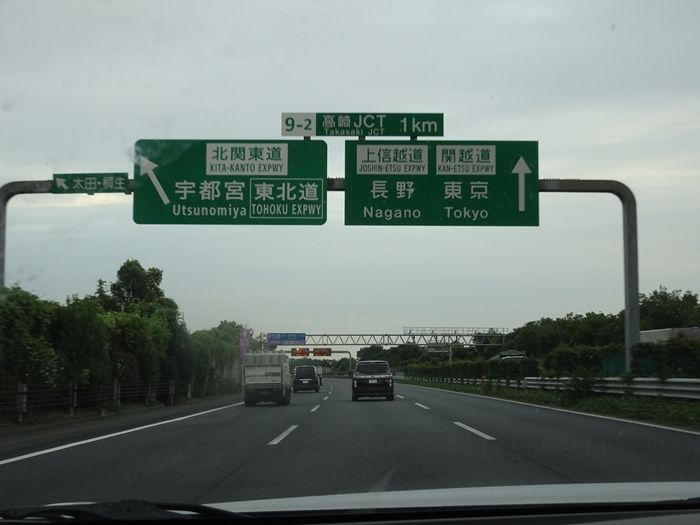 9-2 高崎JCT 1km
Takasaki JCT
太田・桐生
北関東道
KITA-KANTO EXPWY
宇都宮 東北道
Utsunomiya TOHOKU EXPWY
上信越道 関越道
JOSHIN-ETSU EXPWY KAN-ETSU EXPWY
長野 東京
Nagano Tokyo